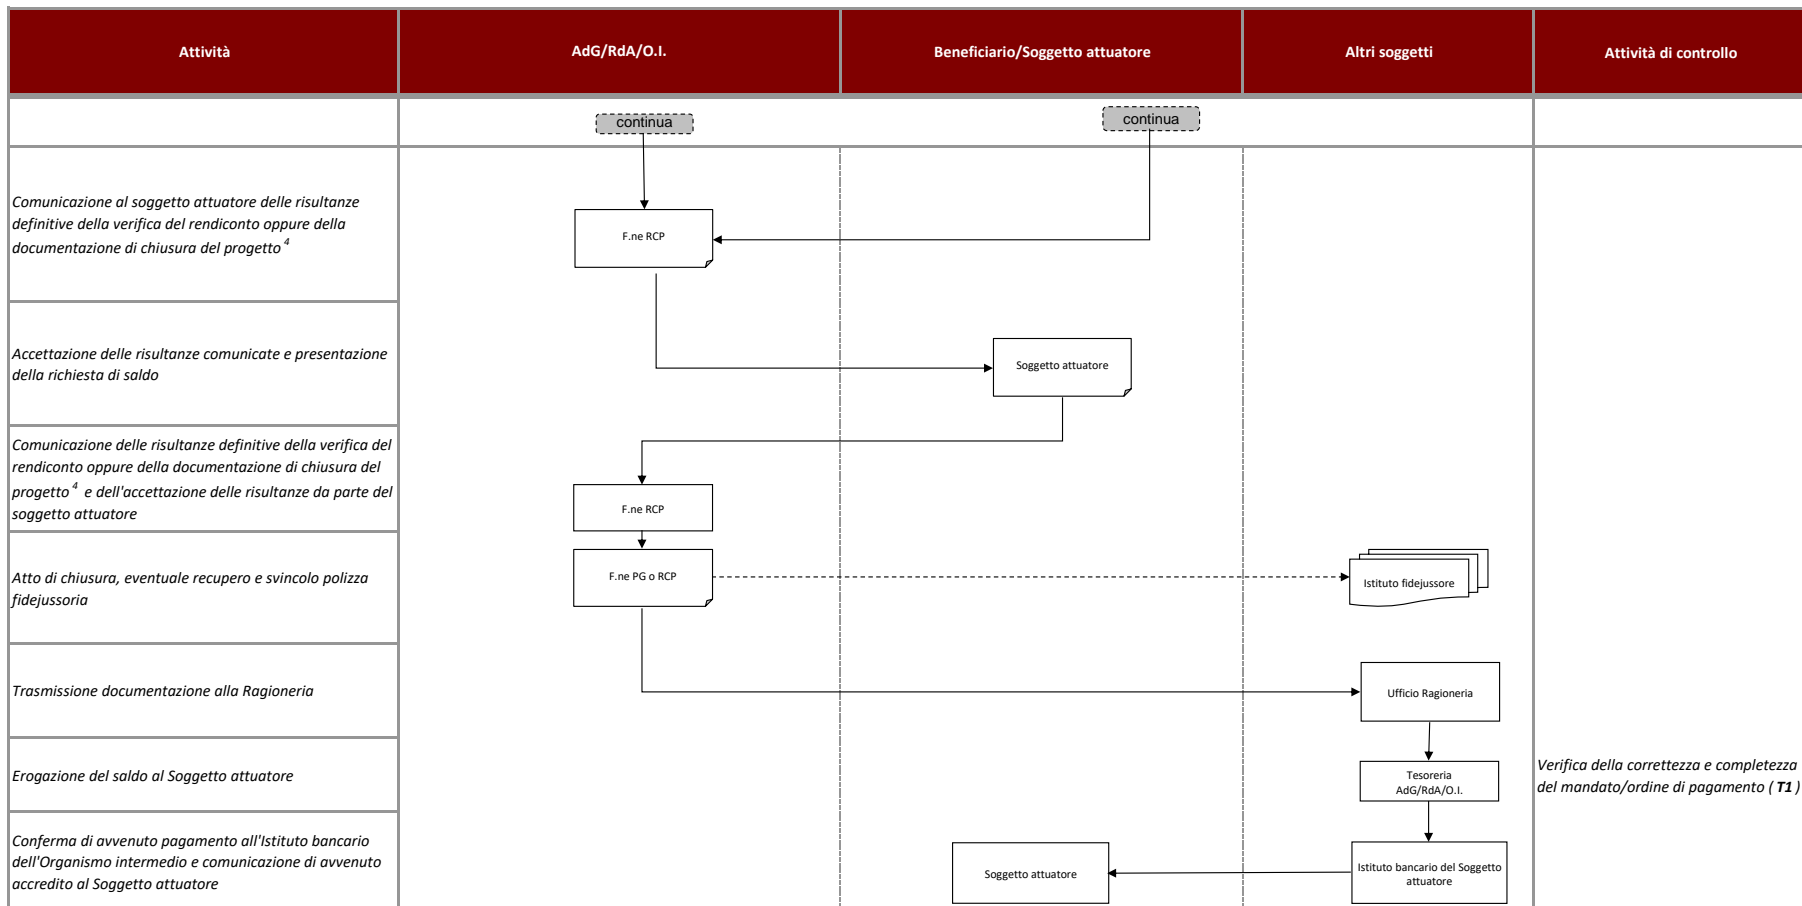 Attività
AdG/RdA/O.I.
Beneficiario/Soggetto attuatore
Altri soggetti
Attività di controllo
continua
continua
Comunicazione al soggetto attuatore delle risultanze
definitive della verifica del rendiconto oppure della
documentazione di chiusura del progetto 4
F.ne RCP
Accettazione delle risultanze comunicate e presentazione
della richiesta di saldo
Soggetto attuatore
Comunicazione delle risultanze definitive della verifica del
rendiconto oppure della documentazione di chiusura del
progetto 4 e dell'accettazione delle risultanze da parte del
soggetto attuatore
F.ne RCP
Atto di chiusura, eventuale recupero e svincolo polizza
fidejussoria
F.ne PG o RCP
Istituto fidejussore
Trasmissione documentazione alla Ragioneria
Ufficio Ragioneria
Erogazione del saldo al Soggetto attuatore
Tesoreria
AdG/RdA/O.I.
Verifica della correttezza e completezza
del mandato/ordine di pagamento ( T1 )
Conferma di avvenuto pagamento all'Istituto bancario
dell'Organismo intermedio e comunicazione di avvenuto
accredito al Soggetto attuatore
Soggetto attuatore
Istituto bancario del Soggetto
attuatore